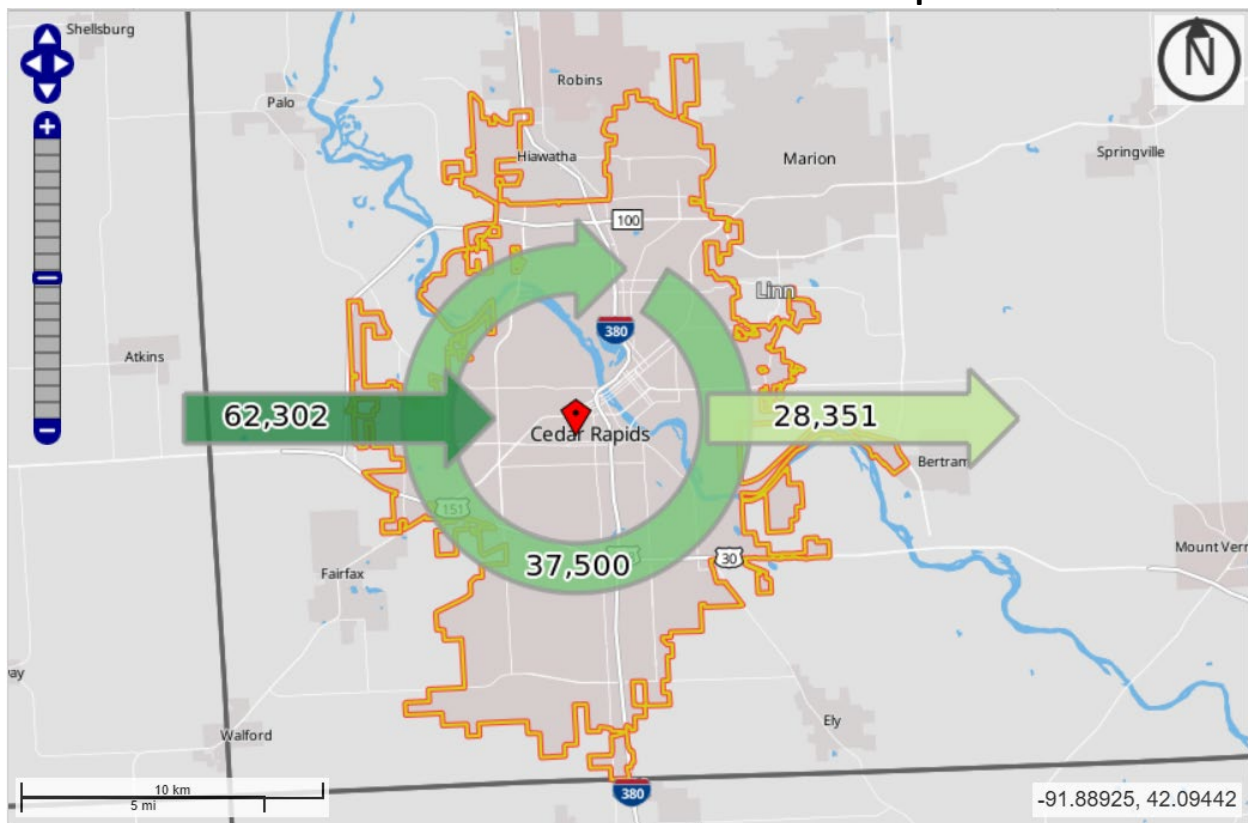 Shellsburg
N
Robins
Palo
Hiawatha
Marion
Springville
100
Linn
380
Atkins
62,302
28,351
Cedar Rapids
Bertram
151
37,500
30
Mount Vern
Fairfax
ay
Ely
Walford
10 km
5 mi
380
-91.88925, 42.09442